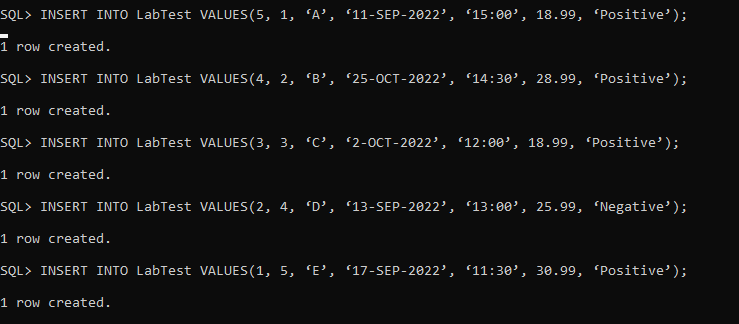 SQL> INSERT INTO LabTest VALUES(5, 1, ‘A’, ‘11-SEP-2022’, ‘15:00’, 18.99, ‘Positive’);
1 row created.
SQL> INSERT INTO LabTest VALUES(4, 2, ‘B’, ‘25-OCT-2022’, ‘14:30’, 28.99, ‘Positive’);
1 row created.
SQL> INSERT INTO LabTest VALUES(3, 3, ‘C’, ‘2-OCT-2022’, ‘12:00’, 18.99, ‘Positive’);
1 row created.
SQL> INSERT INTO LabTest VALUES(2, 4, ‘D’, ‘13-SEP-2022’, ‘13:00’, 25.99, ‘Negative’);
1 row created.
SQL> INSERT INTO LabTest VALUES(1, 5, ‘E’, ‘17-SEP-2022’, ‘11:30’, 30.99, ‘Positive’);
1 row created.